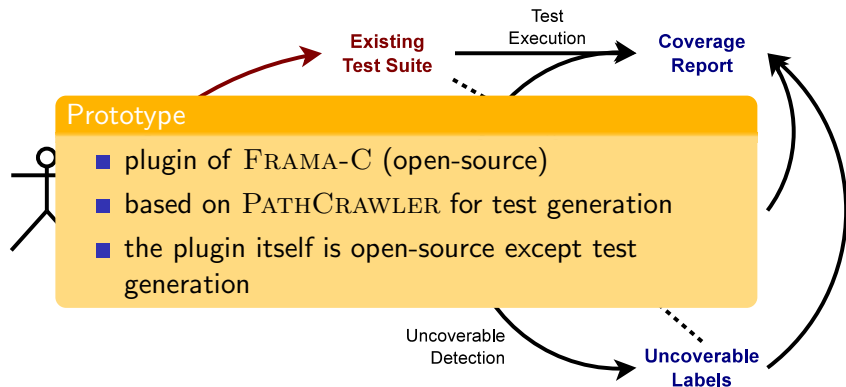 Existing
Test Suite
Test
Execution
Coverage
Report
Prototype
plugin of FRAMA-C (open-source)
based on PATHCRAWLER for test generation
the plugin itself is open-source except test
generation
Uncoverable
Detection
Uncoverable
Labels